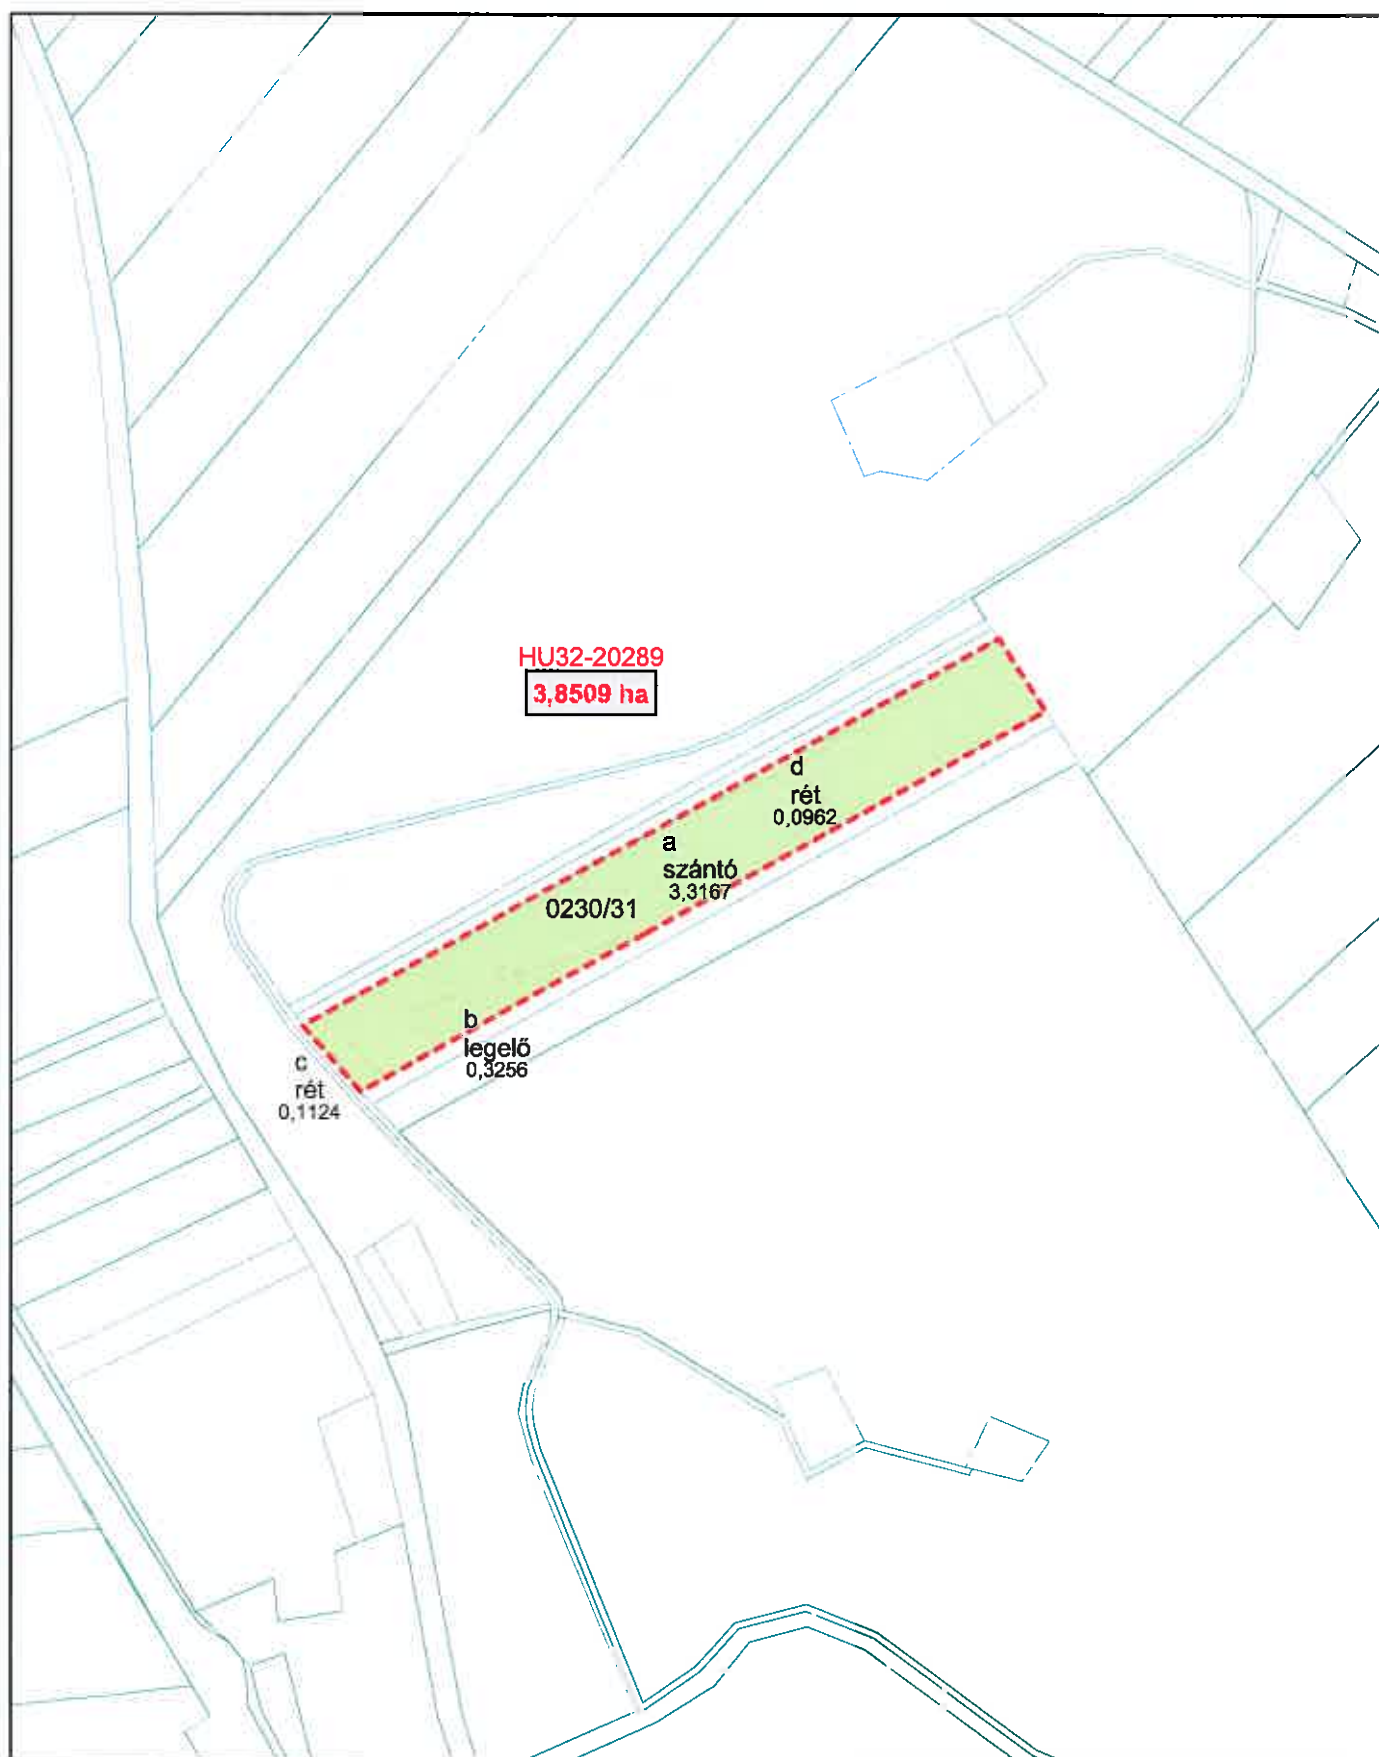 HU32-20289
3,8509 ha
d
rét
0,0962
a
szántó
3,3167
0230/31
b
legelő
0,3256
c
rét
0,1124